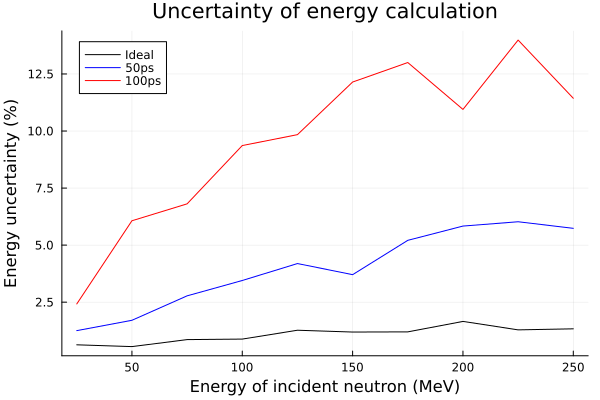 Uncertainty of energy calculation
Ideal
50ps
100ps
12.5
10.0
7.5
5.0
2.5
Energy uncertainty (%)
50 100 150 200 250
Energy of incident neutron (MeV)